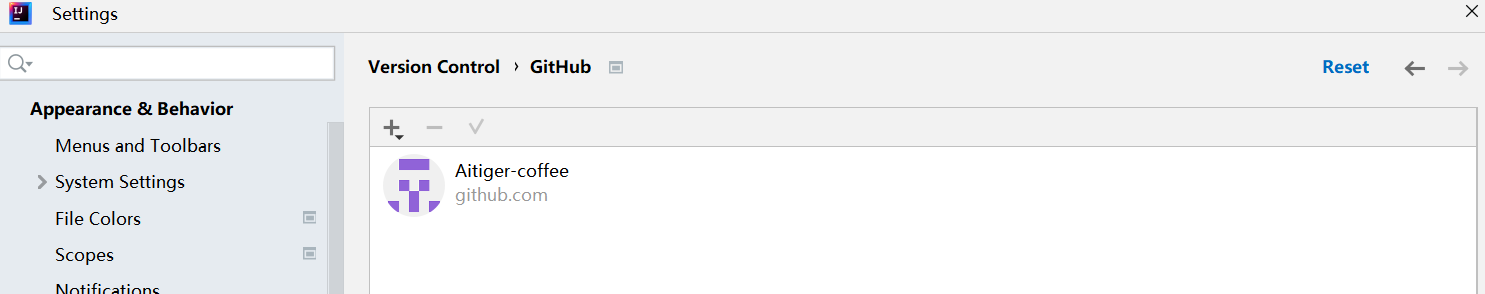 Settings
Version Control › GitHub
Reset
Appearance & Behavior
Menus and Toolbars
System Settings
File Colors
Scopes
Notifications
Aitiger-coffee
github.com